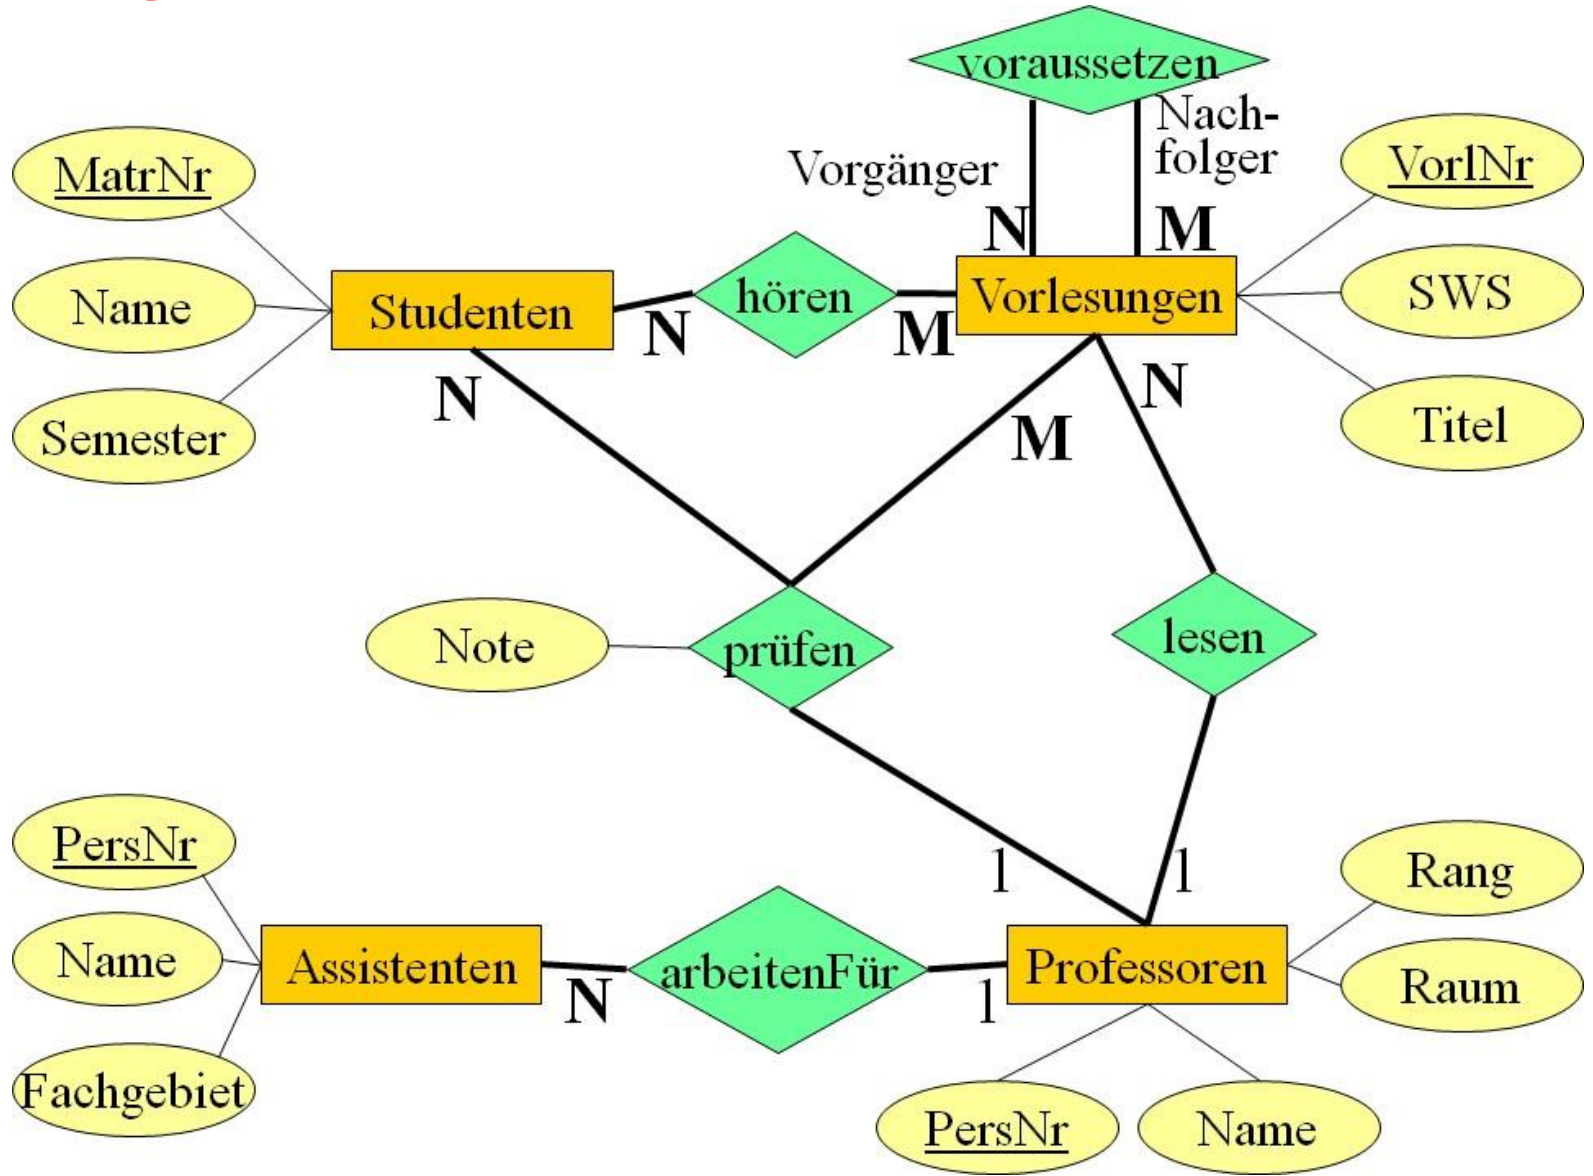 voraussetzen
Nach-
folger
Vorgänger
MatrNr
VorlNr
N
M
Name
Studenten
hören
Vorlesungen
SWS
N
M
Semester
N
M
N
Titel
Note
prüfen
lesen
PersNr
1
1
Rang
Name
Assistenten
arbeitenFür
Professoren
Raum
N
1
Fachgebiet
PersNr
Name